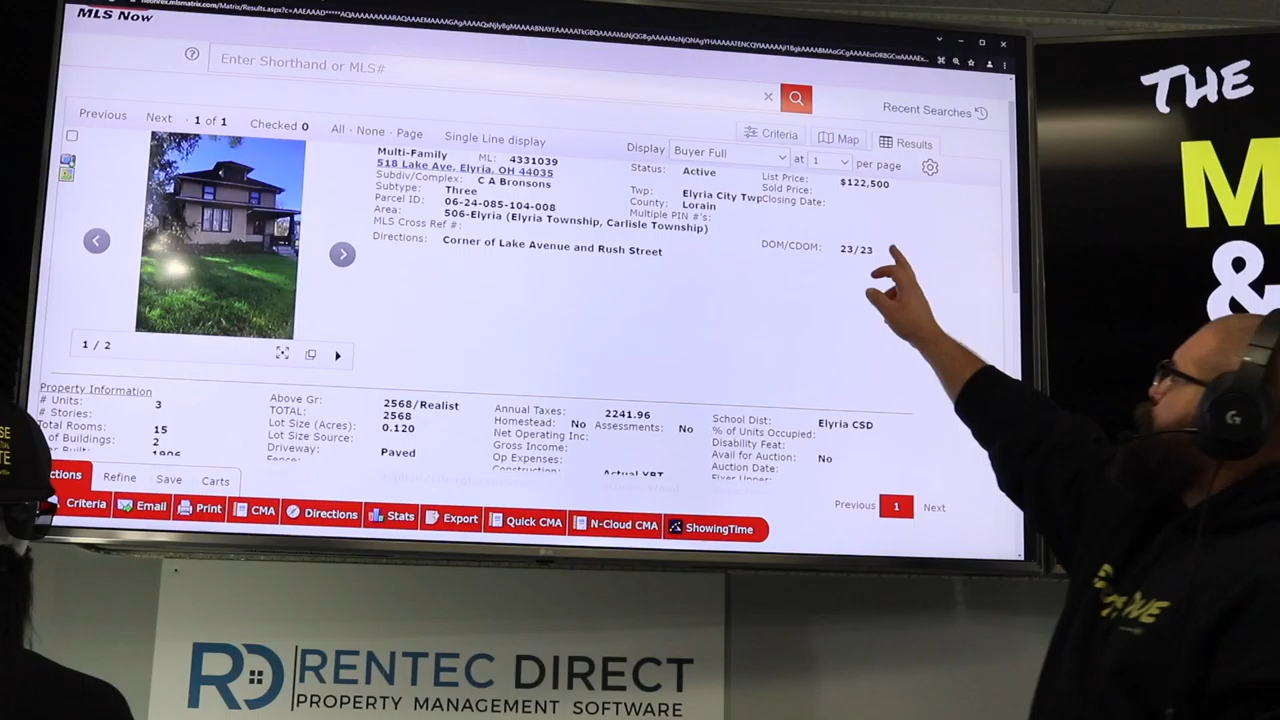 MLS Now
Enter Shorthand or MLS#
Recent Searches
Previous Next · 1 of 1 Checked 0 All · None · Page Single Line display
Display Buyer Full at 1 per page
Criteria Map Results
Multi-Family ML: 4331039
518 Lake Ave, Elyria, OH 44035
Subdiv/Complex: C A Bronsons
Subtype: Three
Parcel ID: 06-24-085-104-008
Area: 506-Elyria (Elyria Township, Carlisle Township)
MLS Cross Ref #:
Directions: Corner of Lake Avenue and Rush Street
Status: Active
Twp: Elyria City Twp
County: Lorain
Multiple PIN #'s:
List Price: $122,500
Sold Price:
Closing Date:
DOM/CDOM: 23/23
1 / 2
Property Information
# Units: 3
# Stories:
Total Rooms: 15
of Buildings: 2
1906
Above Gr: 2568/Realist
TOTAL: 2568
Lot Size (Acres): 0.120
Lot Size Source:
Driveway: Paved
Fence:
Annual Taxes: 2241.96
Homestead: No Assessments: No
Net Operating Inc:
Gross Income:
Op Expenses:
Construction: Actual YBT
School Dist: Elyria CSD
% of Units Occupied:
Disability Feat:
Avail for Auction: No
Auction Date:
Fixer Upper:
ctions Refine Save Carts
Previous 1 Next
Criteria Email Print CMA Directions Stats Export Quick CMA N-Cloud CMA ShowingTime
THE
M
&
RD RENTEC DIRECT
PROPERTY MANAGEMENT SOFTWARE
G